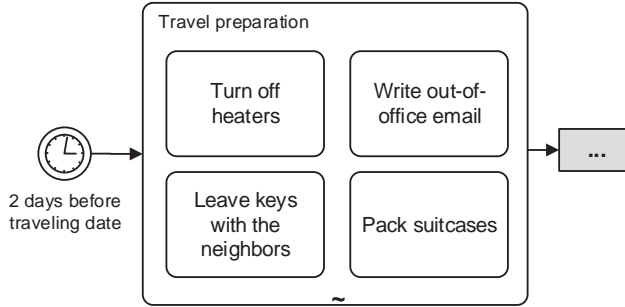 Travel preparation
Turn off
heaters
Write out-of-
office email
...
2 days before
traveling date
Leave keys
with the
neighbors
Pack suitcases
~